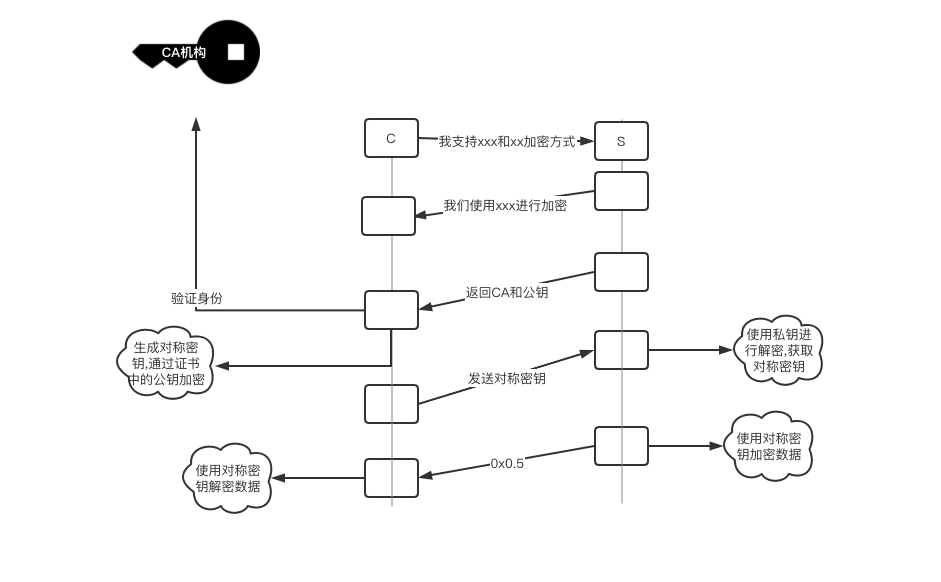 CA机构
C
我支持xxx和xx加密方式
S
我们使用xxx进行加密
返回CA和公钥
验证身份
生成对称密
钥,通过证书
中的公钥加密
发送对称密钥
使用私钥进
行解密,获取
对称密钥
使用对称密
钥加密数据
0x0.5
使用对称密
钥解密数据